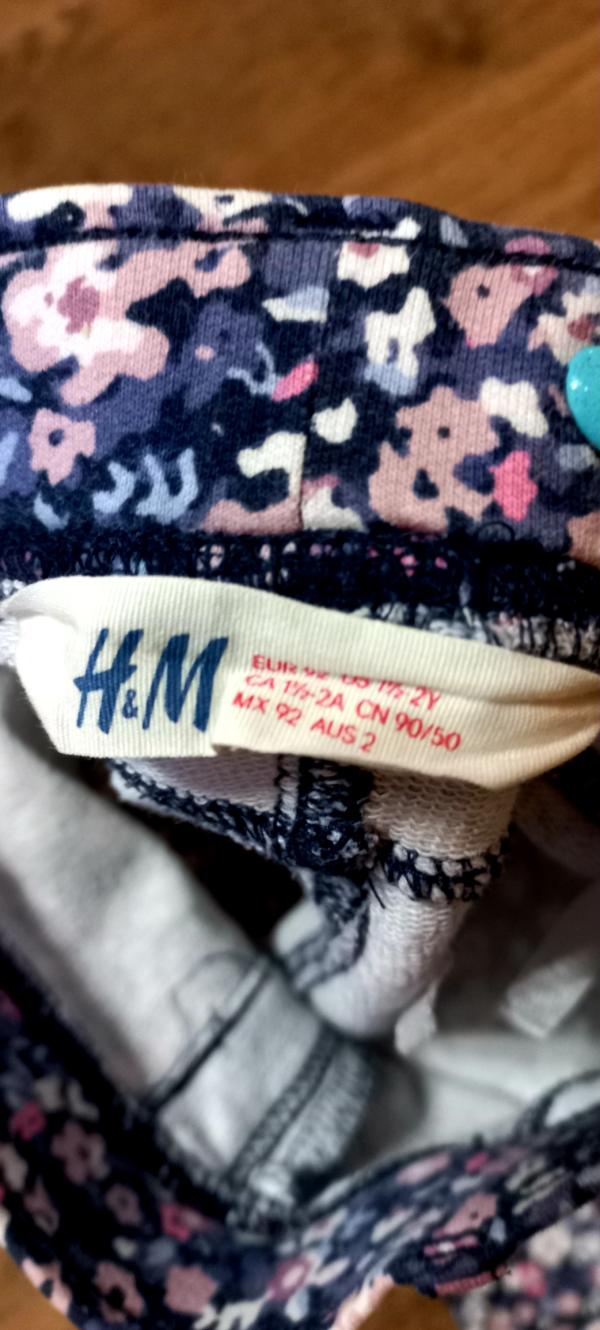 H&M
EUR 92 US 1½-2Y
CA 1½-2A CN 90/50
MX 92 AUS 2